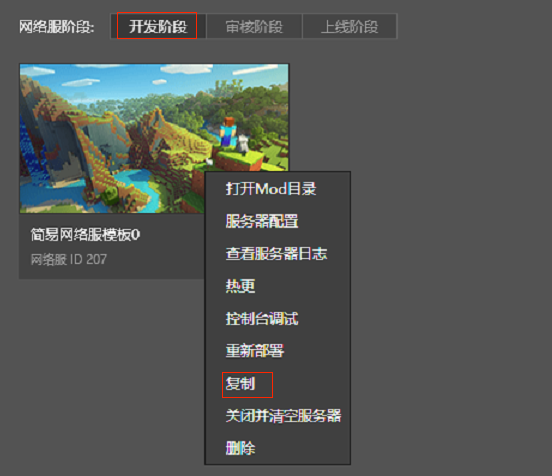 网络服阶段: 开发阶段 审核阶段 上线阶段
简易网络服模板0
网络服 ID 207
打开Mod目录
服务器配置
查看服务器日志
热更
控制台调试
重新部署
复制
关闭并清空服务器
删除